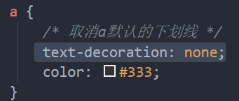 a {
/* 取消a默认的下划线 */
text-decoration: none;
color: #333;
}